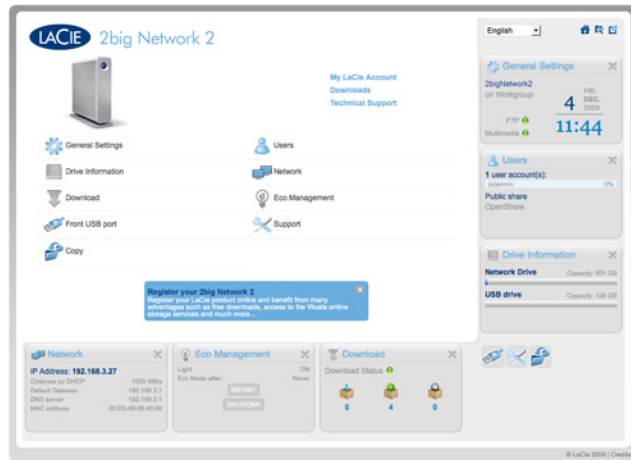 LACIE 2big Network 2
My LaCie Account
Downloads
Technical Support
General Settings
Users
Drive Information
Network
Download
Eco Management
Front USB port
Support
Copy
Register your 2big Network 2
Register your LaCie product online and benefit from many
advantages such as free downloads, access to the Wuala online
storage services and much more...
English
General Settings
2bigNetwork2
on Workgroup
FRI.
4 DEC.
2009
FTP
Multimedia
11:44
Users
1 user account(s):
(a)admin 0%
Public share
OpenShare
Drive Information
Network Drive Capacity: 801 GB
USB drive Capacity: 128 GB
Network
IP Address: 192.168.3.27
Obtained by DHCP 1000 MB/s
Default Gateway 192.168.3.1
DNS server 192.168.3.1
MAC address
Eco Management
Light ON
Eco Mode after: Never
RESTART
SHUTDOWN
Download
Download Status
0 4 0
© LaCie 2009 | Credits